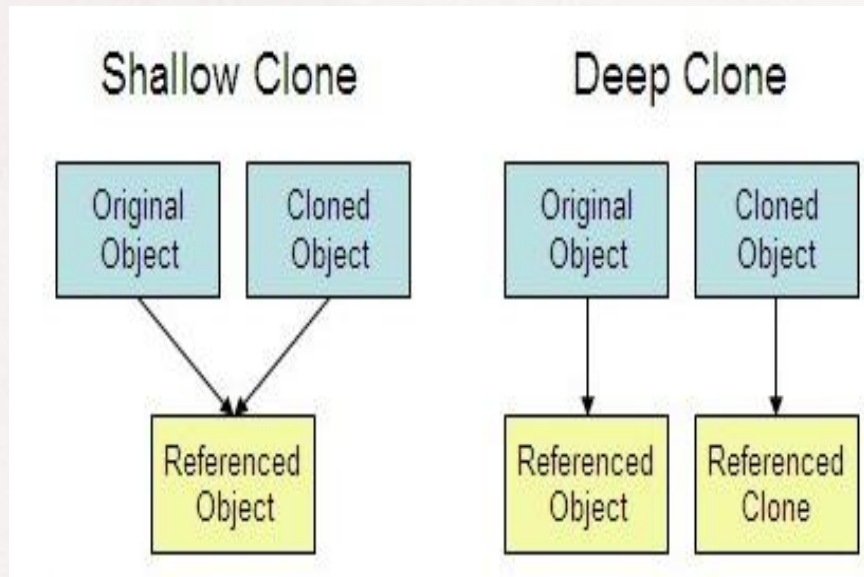 Shallow Clone
Deep Clone
Original
Object
Cloned
Object
Original
Object
Cloned
Object
Referenced
Object
Referenced
Object
Referenced
Clone